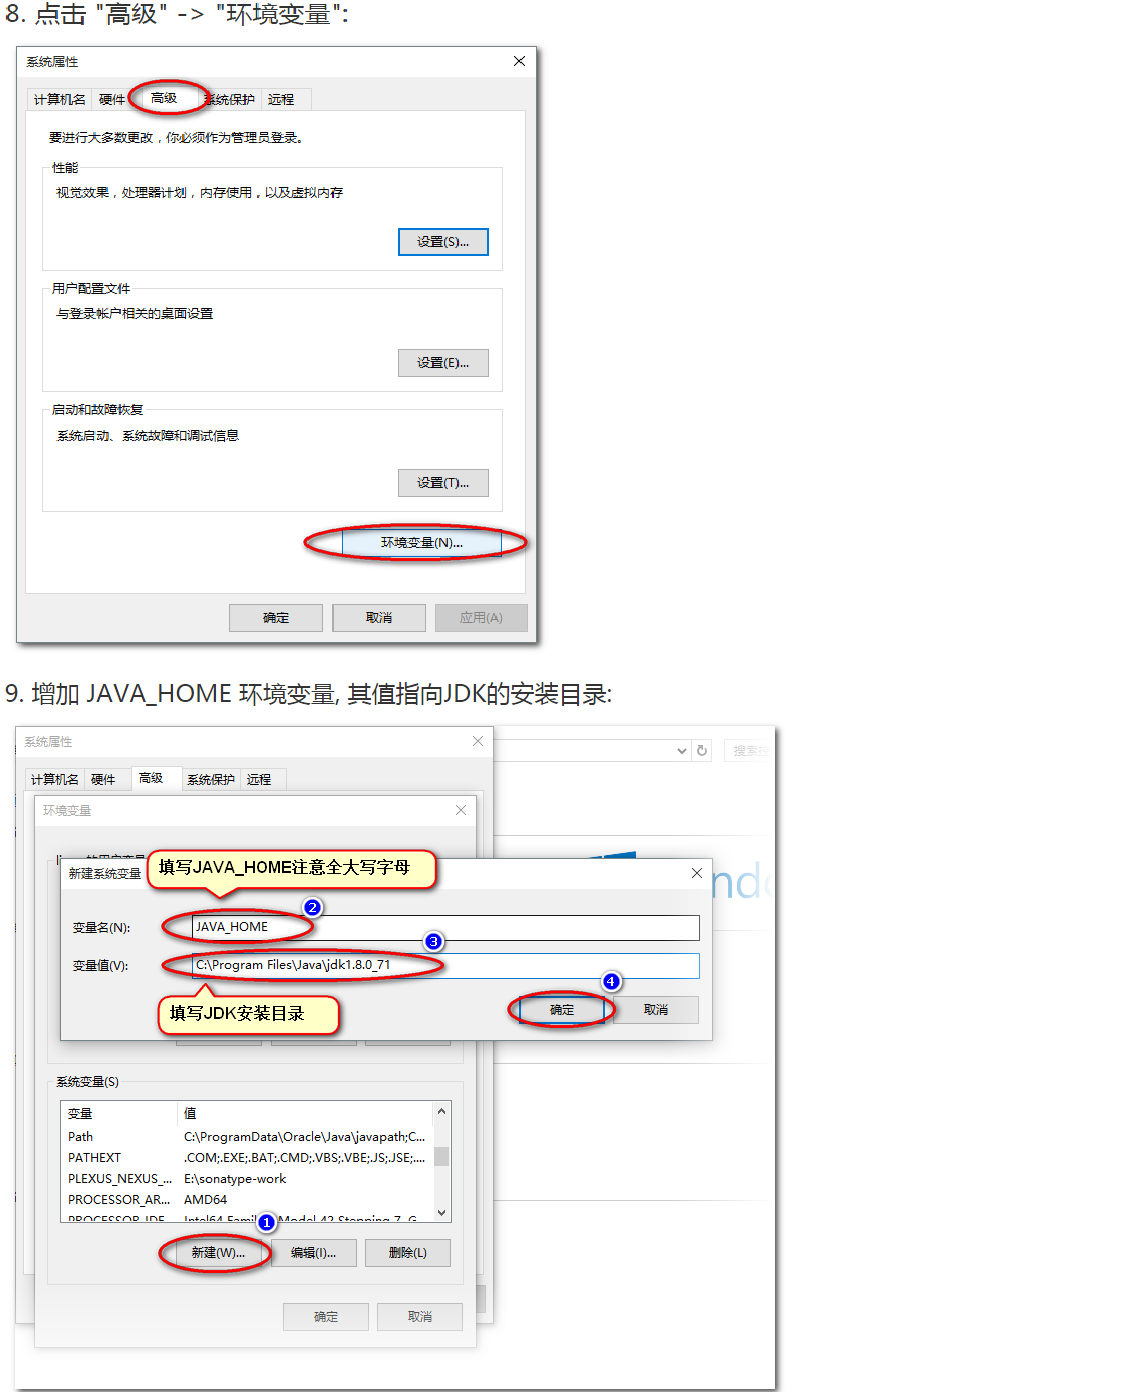 8. 点击 "高级" -> "环境变量":
系统属性
计算机名 硬件 高级 系统保护 远程
要进行大多数更改，你必须作为管理员登录。
性能
视觉效果，处理器计划，内存使用，以及虚拟内存
设置(S)...
用户配置文件
与登录帐户相关的桌面设置
设置(E)...
启动和故障恢复
系统启动、系统故障和调试信息
设置(T)...
环境变量(N)...
确定 取消 应用(A)
9. 增加 JAVA_HOME 环境变量, 其值指向JDK的安装目录:
系统属性
搜索
计算机名 硬件 高级 系统保护 远程
环境变量
填写JAVA_HOME注意全大写字母
新建系统变量
2
变量名(N): JAVA_HOME
3
变量值(V): C:\Program Files\Java\jdk1.8.0_71
4
填写JDK安装目录
确定 取消
系统变量(S)
变量 值
Path C:\ProgramData\Oracle\Java\javapath;C...
PATHEXT .COM;.EXE;.BAT;.CMD;.VBS;.VBE;.JS;.JSE;....
PLEXUS_NEXUS_... E:\sonatype-work
PROCESSOR_AR... AMD64
1
新建(W)... 编辑(I)... 删除(L)
确定 取消